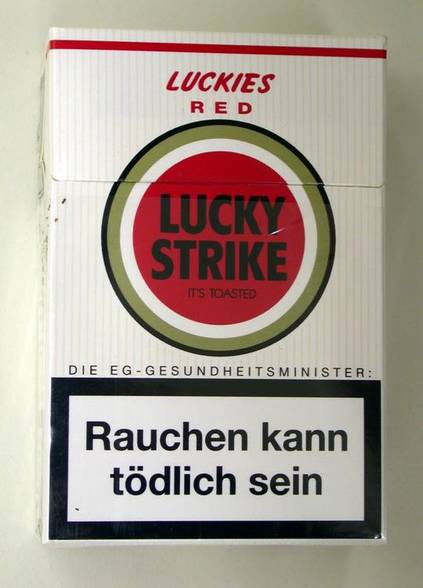 LUCKIES
RED
LUCKY
STRIKE
IT'S TOASTED
DIE EG-GESUNDHEITSMINISTER:
Rauchen kann
tödlich sein